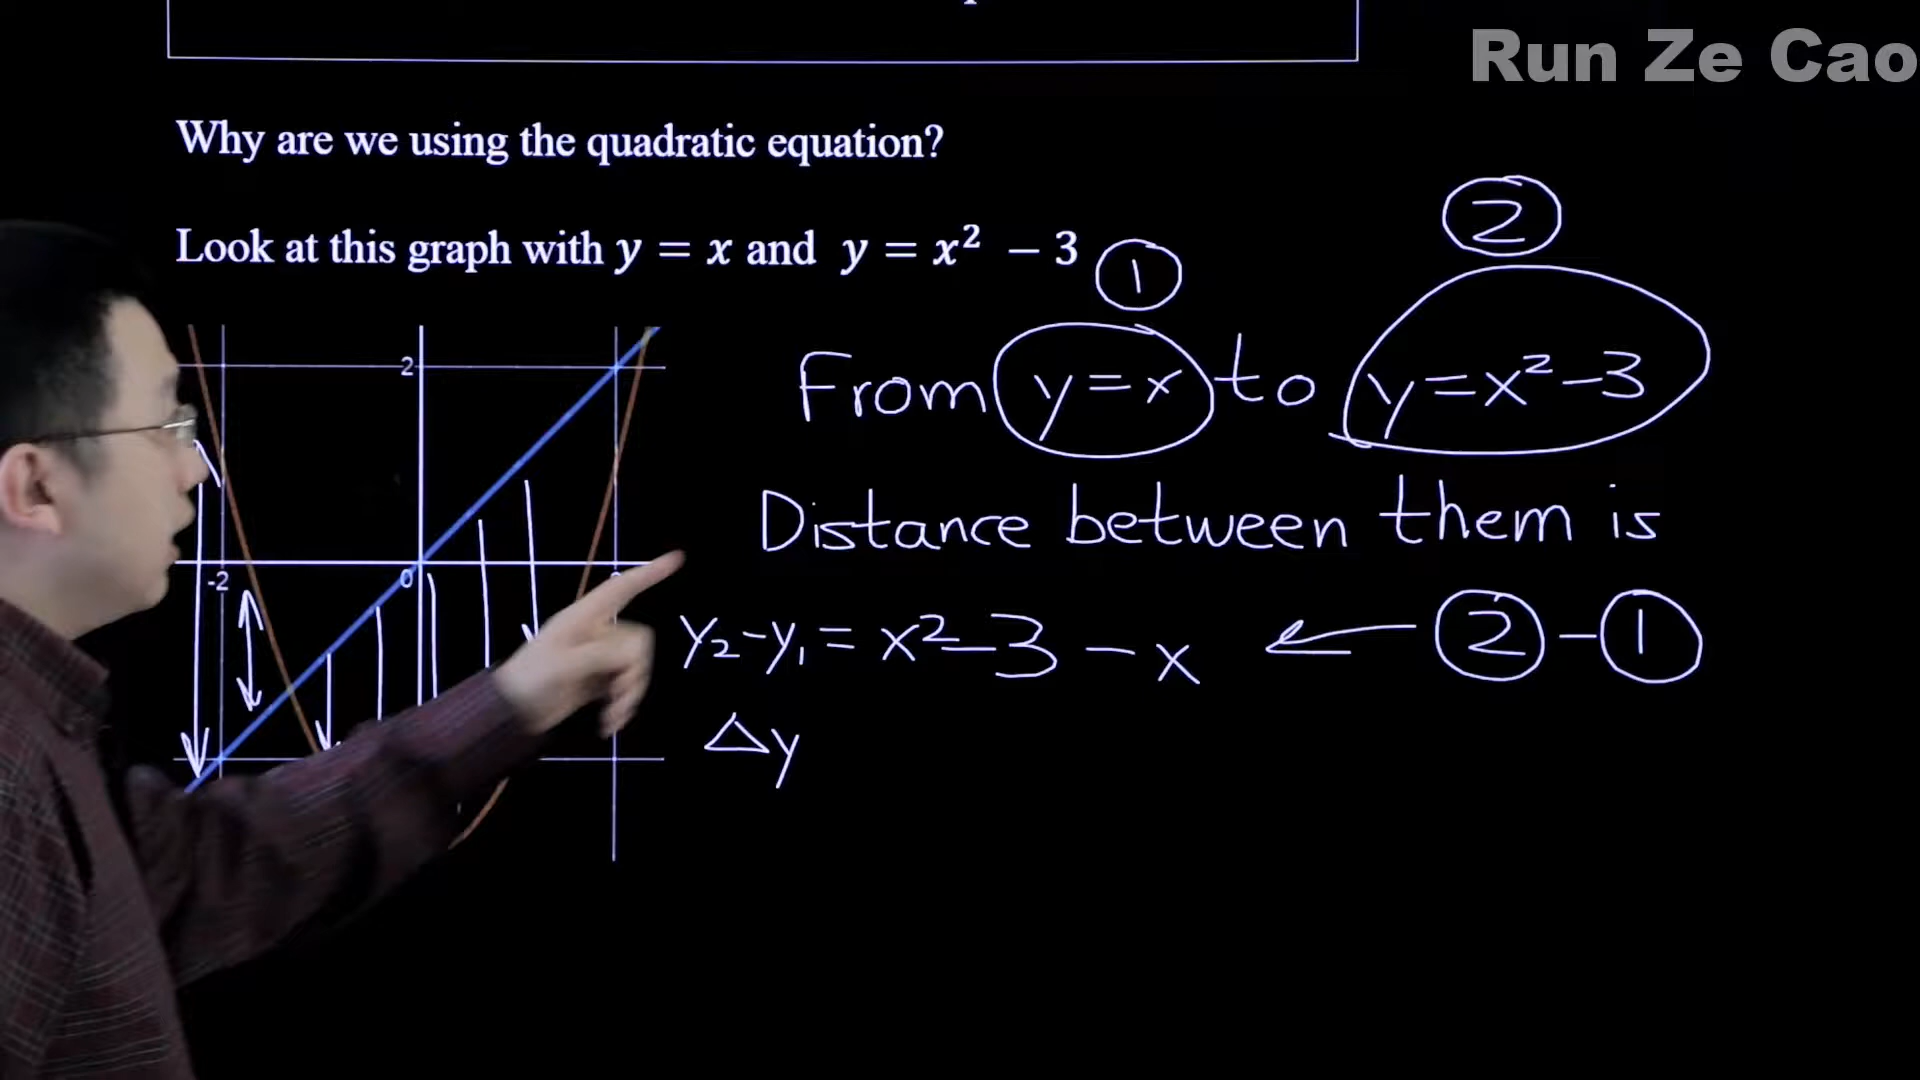 Run Ze Cao
Why are we using the quadratic equation?
Look at this graph with y = x and y = x² − 3
①
②
From y = x to y = x² − 3
Distance between them is
y₂ − y₁ = x² − 3 − x ← ② − ①
△y
2
-2
0